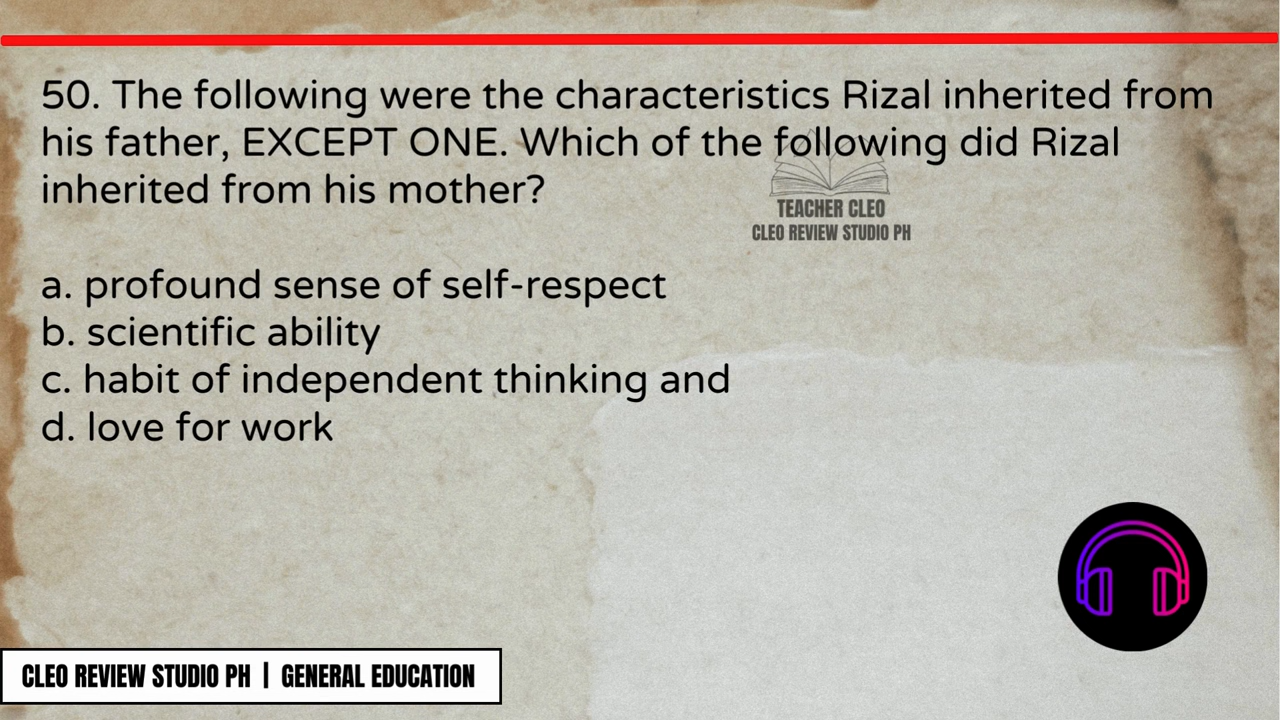 50. The following were the characteristics Rizal inherited from
his father, EXCEPT ONE. Which of the following did Rizal
inherited from his mother?
TEACHER CLEO
CLEO REVIEW STUDIO PH
a. profound sense of self-respect
b. scientific ability
c. habit of independent thinking and
d. love for work
CLEO REVIEW STUDIO PH | GENERAL EDUCATION